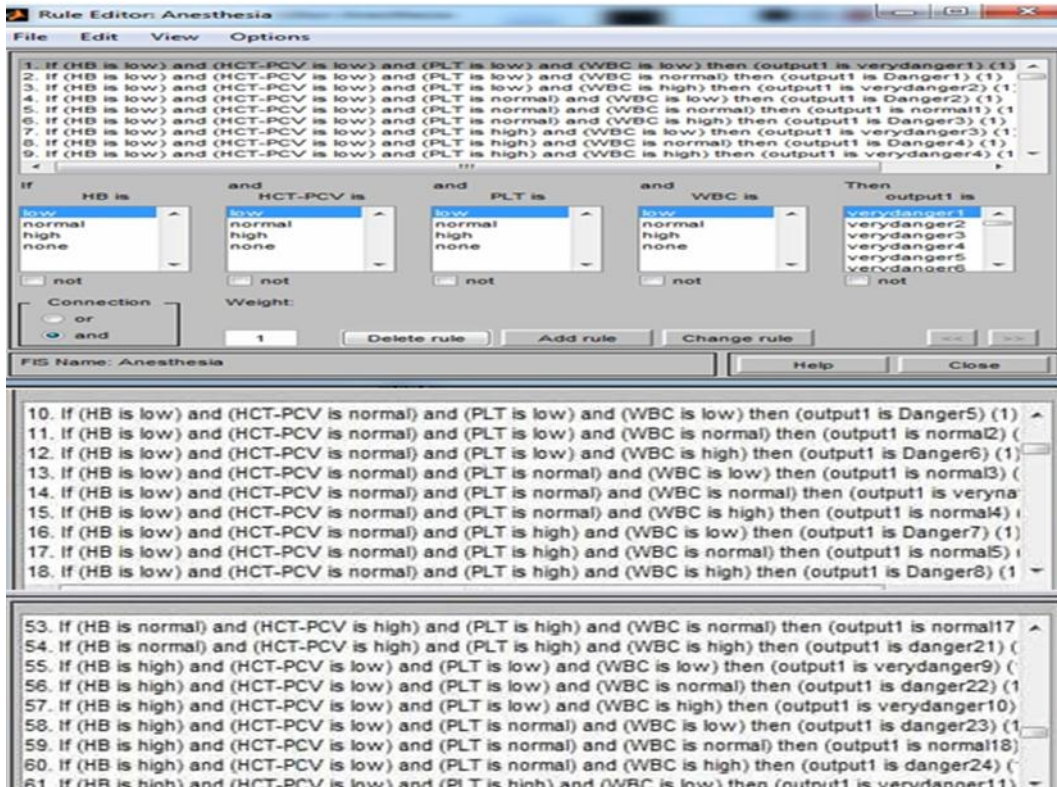 Rule Editor: Anesthesia
File Edit View Options
1. If (HB is low) and (HCT-PCV is low) and (PLT is low) and (WBC is low) then (output1 is verydanger1) (1)
2. If (HB is low) and (HCT-PCV is low) and (PLT is low) and (WBC is normal) then (output1 is Danger1) (1)
3. If (HB is low) and (HCT-PCV is low) and (PLT is low) and (WBC is high) then (output1 is verydanger2) (1
4. If (HB is low) and (HCT-PCV is low) and (PLT is normal) and (WBC is low) then (output1 is Danger2) (1)
5. If (HB is low) and (HCT-PCV is low) and (PLT is normal) and (WBC is normal) then (output1 is normal1) (1
6. If (HB is low) and (HCT-PCV is low) and (PLT is normal) and (WBC is high) then (output1 is Danger3) (1)
7. If (HB is low) and (HCT-PCV is low) and (PLT is high) and (WBC is low) then (output1 is verydanger3) (1
8. If (HB is low) and (HCT-PCV is low) and (PLT is high) and (WBC is normal) then (output1 is Danger4) (1)
9. If (HB is low) and (HCT-PCV is low) and (PLT is high) and (WBC is high) then (output1 is verydanger4) (1
If and and and Then
HB is HCT-PCV is PLT is WBC is output1 is
low low low low verydanger1
normal normal normal normal verydanger2
high high high high verydanger3
none none none none verydanger4
verydanger5
verydanger6
not not not not not
Connection Weight:
or
and 1 Delete rule Add rule Change rule << >>
FIS Name: Anesthesia Help Close
10. If (HB is low) and (HCT-PCV is normal) and (PLT is low) and (WBC is low) then (output1 is Danger5) (1)
11. If (HB is low) and (HCT-PCV is normal) and (PLT is low) and (WBC is normal) then (output1 is normal2) (
12. If (HB is low) and (HCT-PCV is normal) and (PLT is low) and (WBC is high) then (output1 is Danger6) (1)
13. If (HB is low) and (HCT-PCV is normal) and (PLT is normal) and (WBC is low) then (output1 is normal3) (
14. If (HB is low) and (HCT-PCV is normal) and (PLT is normal) and (WBC is normal) then (output1 is veryna
15. If (HB is low) and (HCT-PCV is normal) and (PLT is normal) and (WBC is high) then (output1 is normal4) (
16. If (HB is low) and (HCT-PCV is normal) and (PLT is high) and (WBC is low) then (output1 is Danger7) (1)
17. If (HB is low) and (HCT-PCV is normal) and (PLT is high) and (WBC is normal) then (output1 is normal5) (
18. If (HB is low) and (HCT-PCV is normal) and (PLT is high) and (WBC is high) then (output1 is Danger8) (1
53. If (HB is normal) and (HCT-PCV is high) and (PLT is high) and (WBC is normal) then (output1 is normal17
54. If (HB is normal) and (HCT-PCV is high) and (PLT is high) and (WBC is high) then (output1 is danger21) (
55. If (HB is high) and (HCT-PCV is low) and (PLT is low) and (WBC is low) then (output1 is verydanger9) (
56. If (HB is high) and (HCT-PCV is low) and (PLT is low) and (WBC is normal) then (output1 is danger22) (1
57. If (HB is high) and (HCT-PCV is low) and (PLT is low) and (WBC is high) then (output1 is verydanger10)
58. If (HB is high) and (HCT-PCV is low) and (PLT is normal) and (WBC is low) then (output1 is danger23) (1
59. If (HB is high) and (HCT-PCV is low) and (PLT is normal) and (WBC is normal) then (output1 is normal18)
60. If (HB is high) and (HCT-PCV is low) and (PLT is normal) and (WBC is high) then (output1 is danger24) (
61. If (HB is high) and (HCT-PCV is low) and (PLT is high) and (WBC is low) then (output1 is verydanger11)